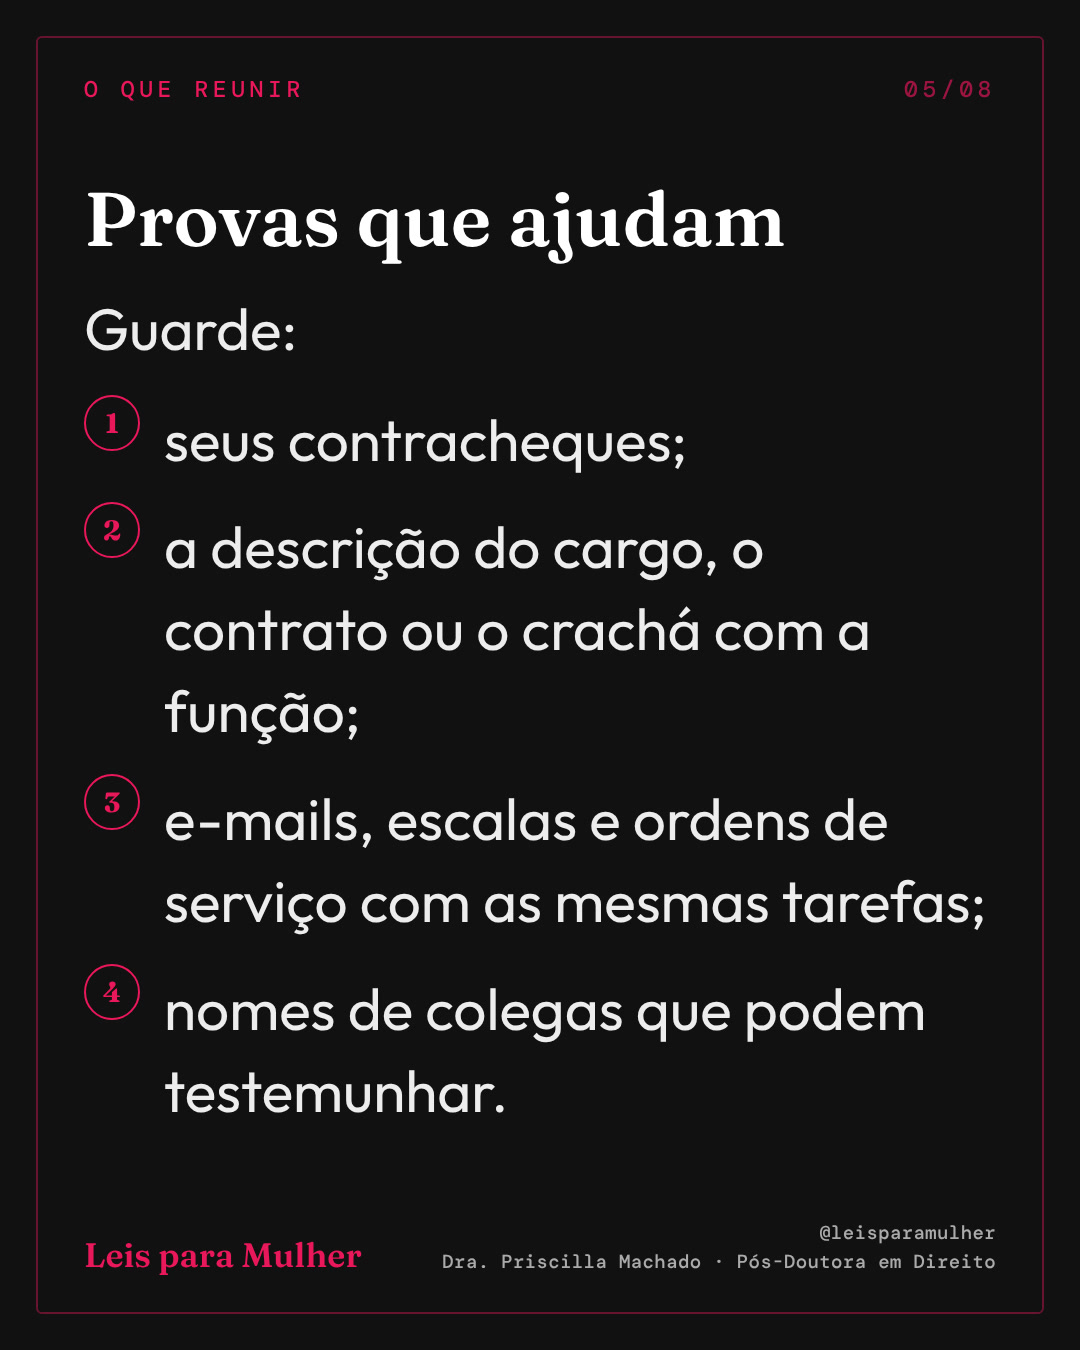 O QUE REUNIR
05/08
Provas que ajudam
Guarde:
1 seus contracheques;
2 a descrição do cargo, o
contrato ou o crachá com a
função;
3 e-mails, escalas e ordens de
serviço com as mesmas tarefas;
4 nomes de colegas que podem
testemunhar.
Leis para Mulher
@leisparamulher
Dra. Priscilla Machado · Pós-Doutora em Direito